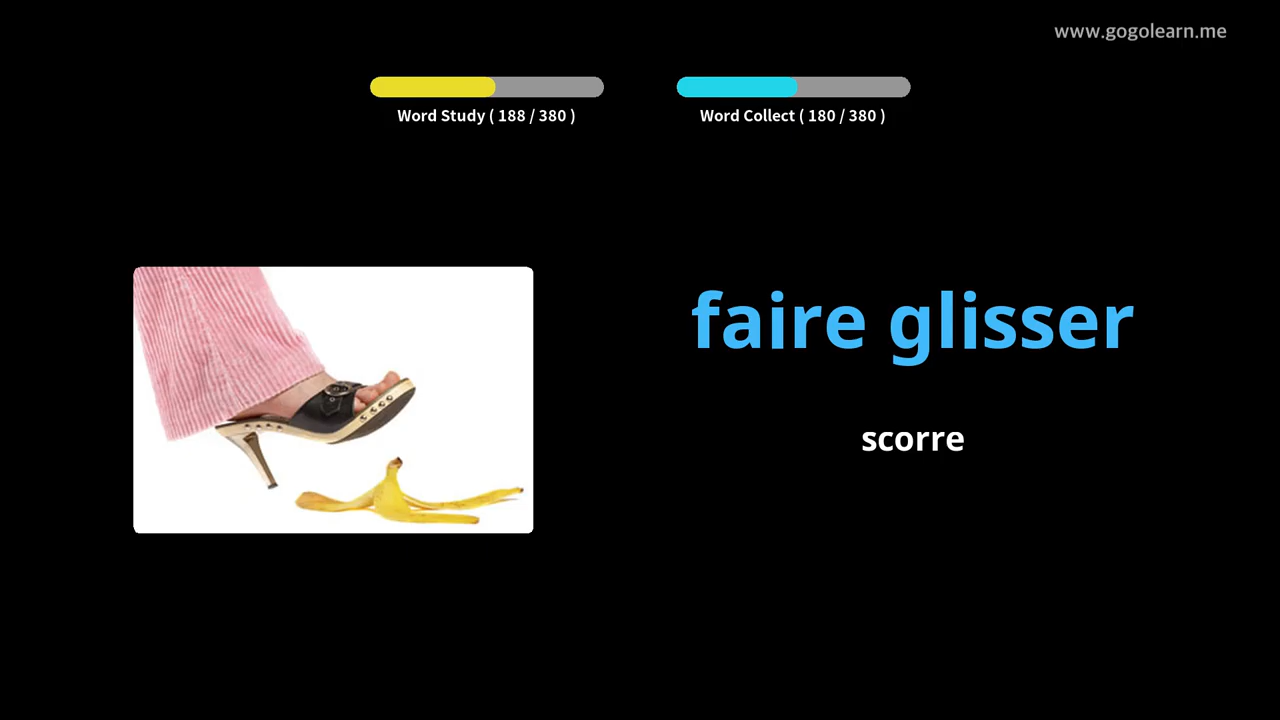 www.gogolearn.me
Word Study ( 188 / 380 )
Word Collect ( 180 / 380 )
faire glisser
scorre